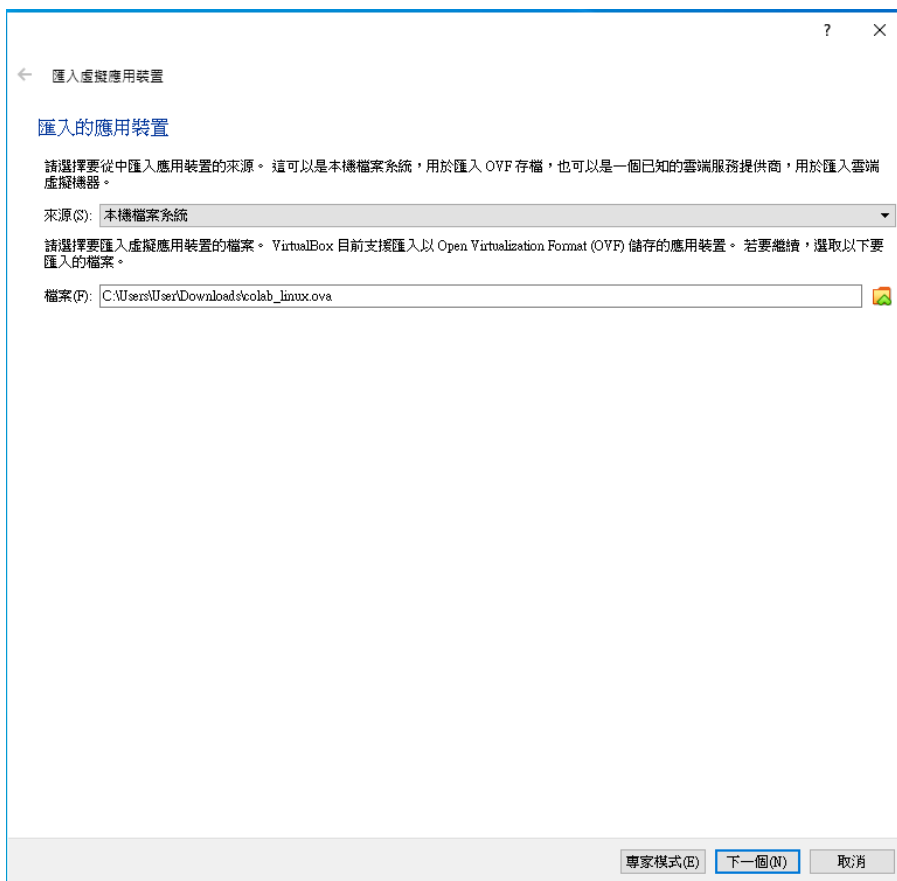 ?
匯入虛擬應用裝置
匯入的應用裝置
請選擇要從中匯入應用裝置的來源。 這可以是本機檔案系統,用於匯入 OVF 存檔,也可以是一個已知的雲端服務提供商,用於匯入雲端
虛擬機器。
來源(S): 本機檔案系統
請選擇要匯入虛擬應用裝置的檔案。 VirtualBox 目前支援匯入以 Open Virtualization Format (OVF) 儲存的應用裝置。 若要繼續,選取以下要
匯入的檔案。
檔案(F): C:\Users\User\Downloads\colab_linux.ova
專家模式(E) 下一個(N) 取消